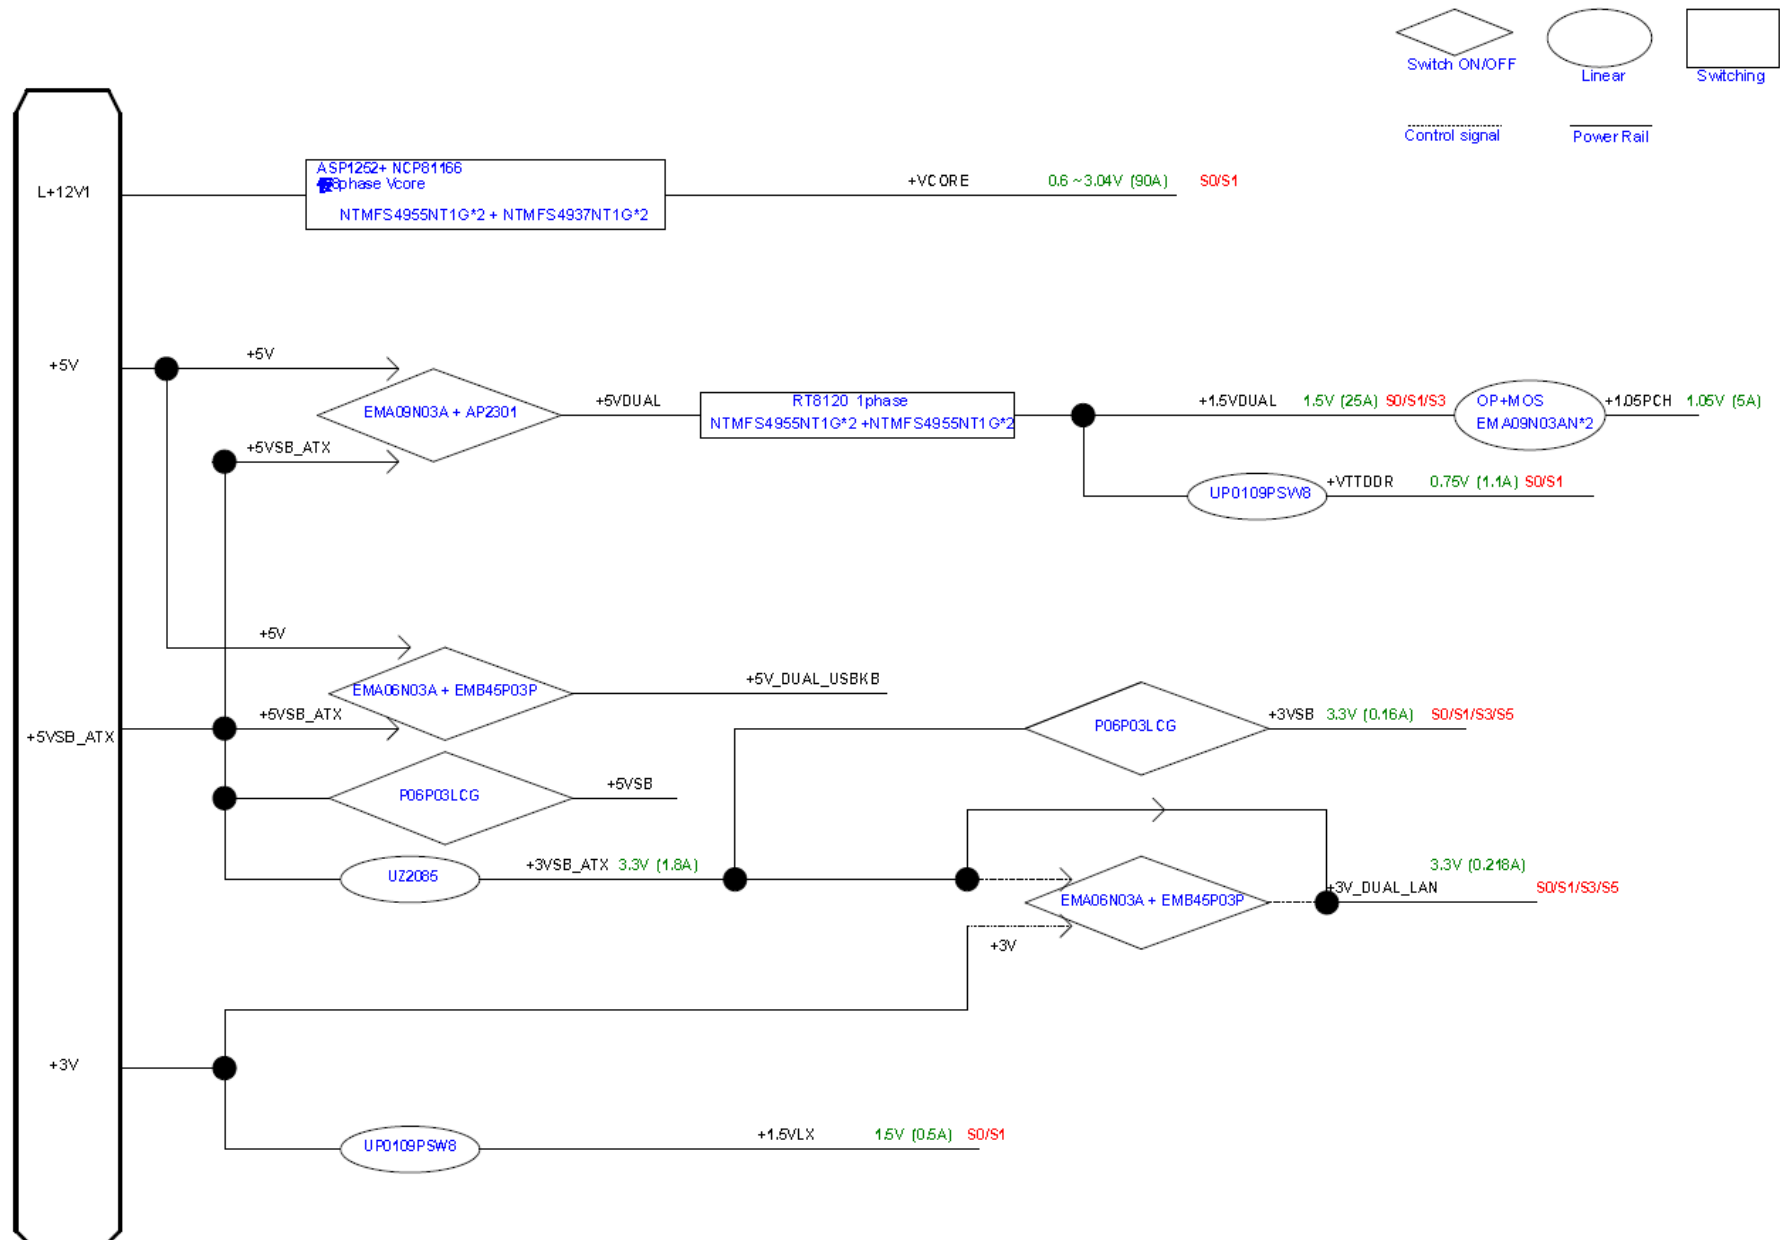 Switch ON/OFF
Linear
Switching
Control signal
Power Rail
L+12V1
ASP1252+ NCP81166
phase Vcore
NTMFS4955NT1G*2 + NTMFS4937NT1G*2
+VCORE
0.6 ~3.04V (90A)
S0/S1
+5V
+5V
EMA09N03A + AP2301
+5VSB_ATX
+5VDUAL
RT8120 1phase
NTMFS4955NT1G*2 +NTMFS4955NT1G*2
+1.5VDUAL
1.5V (25A)
S0/S1/S3
OP+MOS
EMA09N03AN*2
+1.05PCH
1.05V (5A)
UP0109PSW8
+VTTDDR
0.75V (1.1A)
S0/S1
+5V
EMA06N03A + EMB45P03P
+5V_DUAL_USBKB
+5VSB_ATX
+5VSB_ATX
P06P03LCG
+3VSB
3.3V (0.16A)
S0/S1/S3/S5
P06P03LCG
+5VSB
UZ2085
+3VSB_ATX
3.3V (1.8A)
EMA06N03A + EMB45P03P
3.3V (0.218A)
+3V_DUAL_LAN
S0/S1/S3/S5
+3V
+3V
UP0109PSW8
+1.5VLX
1.5V (0.5A)
S0/S1